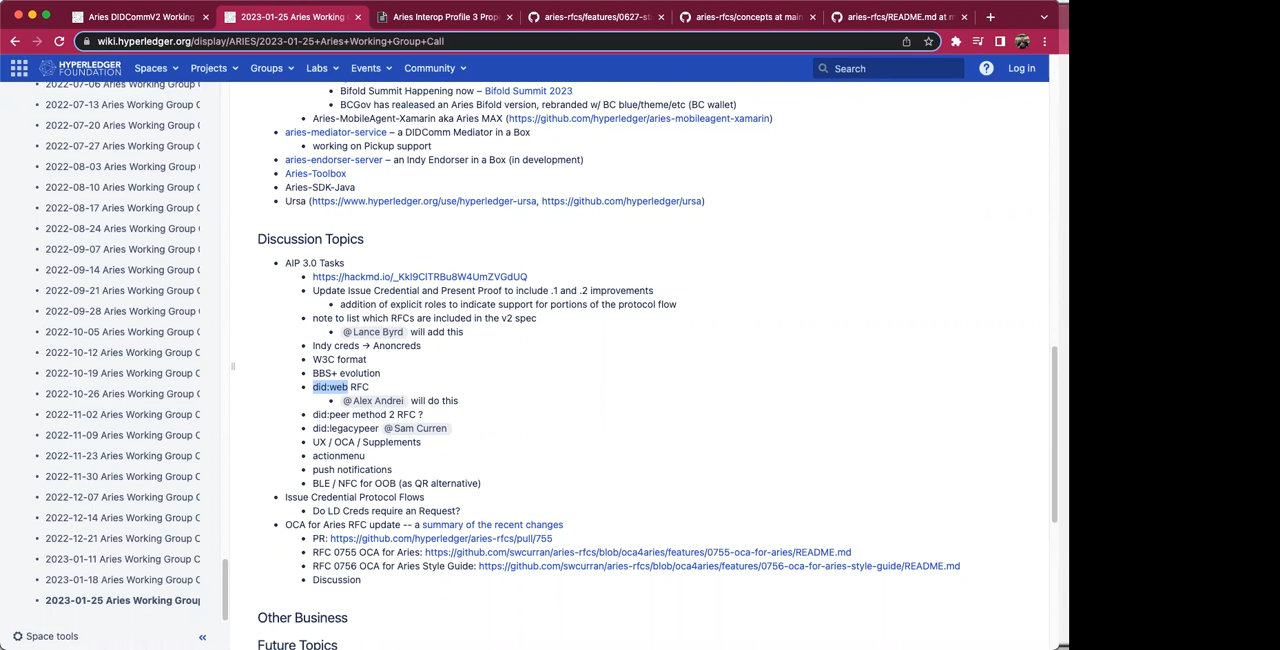 Aries DIDCommV2 Working
2023-01-25 Aries Working
Aries Interop Profile 3 Prop
aries-rfcs/features/0627-st
aries-rfcs/concepts at main
aries-rfcs/README.md at m
wiki.hyperledger.org/display/ARIES/2023-01-25+Aries+Working+Group+Call
HYPERLEDGER FOUNDATION
Spaces
Projects
Groups
Labs
Events
Community
Search
Log in
2022-07-06 Aries Working Group
2022-07-13 Aries Working Group
2022-07-20 Aries Working Group
2022-07-27 Aries Working Group
2022-08-03 Aries Working Group
2022-08-10 Aries Working Group
2022-08-17 Aries Working Group
2022-08-24 Aries Working Group
2022-09-07 Aries Working Group
2022-09-14 Aries Working Group
2022-09-21 Aries Working Group
2022-09-28 Aries Working Group
2022-10-05 Aries Working Group
2022-10-12 Aries Working Group C
2022-10-19 Aries Working Group C
2022-10-26 Aries Working Group
2022-11-02 Aries Working Group C
2022-11-09 Aries Working Group C
2022-11-23 Aries Working Group C
2022-11-30 Aries Working Group C
2022-12-07 Aries Working Group C
2022-12-14 Aries Working Group C
2022-12-21 Aries Working Group C
2023-01-11 Aries Working Group C
2023-01-18 Aries Working Group C
2023-01-25 Aries Working Group
Space tools
Bifold Summit Happening now – Bifold Summit 2023
BCGov has realeased an Aries Bifold version, rebranded w/ BC blue/theme/etc (BC wallet)
Aries-MobileAgent-Xamarin aka Aries MAX (https://github.com/hyperledger/aries-mobileagent-xamarin)
aries-mediator-service – a DIDComm Mediator in a Box
working on Pickup support
aries-endorser-server – an Indy Endorser in a Box (in development)
Aries-Toolbox
Aries-SDK-Java
Ursa (https://www.hyperledger.org/use/hyperledger-ursa, https://github.com/hyperledger/ursa)
Discussion Topics
AIP 3.0 Tasks
https://hackmd.io/_Kkl9ClTRBu8W4UmZVGdUQ
Update Issue Credential and Present Proof to include .1 and .2 improvements
addition of explicit roles to indicate support for portions of the protocol flow
note to list which RFCs are included in the v2 spec
@Lance Byrd will add this
Indy creds → Anoncreds
W3C format
BBS+ evolution
did:web RFC
@Alex Andrei will do this
did:peer method 2 RFC ?
did:legacypeer @Sam Curren
UX / OCA / Supplements
actionmenu
push notifications
BLE / NFC for OOB (as QR alternative)
Issue Credential Protocol Flows
Do LD Creds require an Request?
OCA for Aries RFC update -- a summary of the recent changes
PR: https://github.com/hyperledger/aries-rfcs/pull/755
RFC 0755 OCA for Aries: https://github.com/swcurran/aries-rfcs/blob/oca4aries/features/0755-oca-for-aries/README.md
RFC 0756 OCA for Aries Style Guide: https://github.com/swcurran/aries-rfcs/blob/oca4aries/features/0756-oca-for-aries-style-guide/README.md
Discussion
Other Business
Future Topics